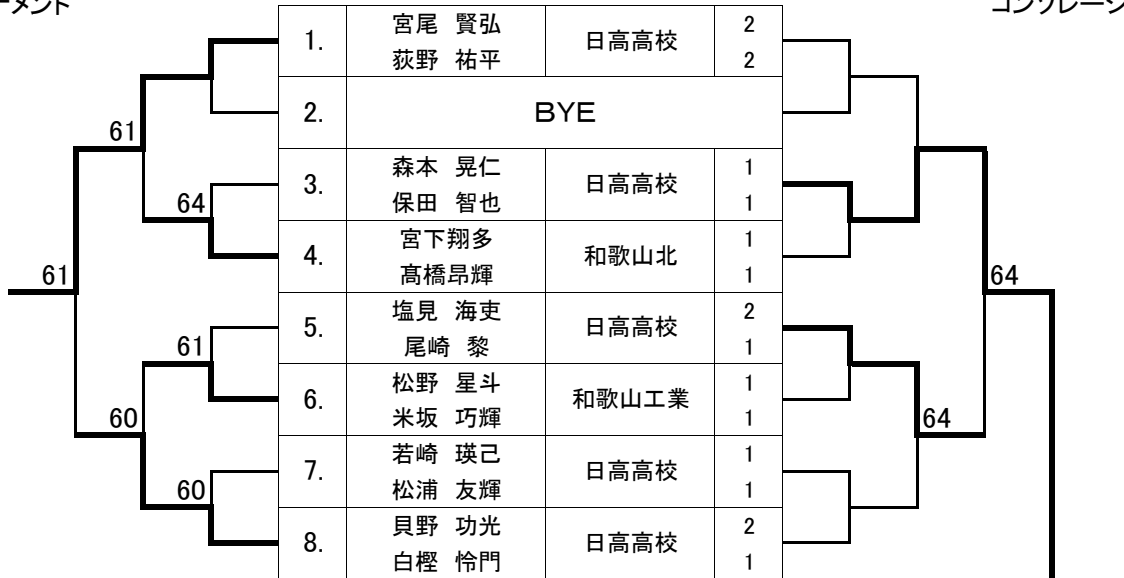 ーメント
コンソレーシ
1. 宮尾 賢弘 日高高校 2
荻野 祐平 2
2. BYE
61
3. 森本 晃仁 日高高校 1
保田 智也 1
64
4. 宮下翔多 和歌山北 1
髙橋昂輝 1
61
64
5. 塩見 海吏 日高高校 2
尾崎 黎 1
61
6. 松野 星斗 和歌山工業 1
米坂 巧輝 1
60
64
7. 若崎 瑛己 日高高校 1
松浦 友輝 1
60
8. 貝野 功光 日高高校 2
白樫 怜門 1